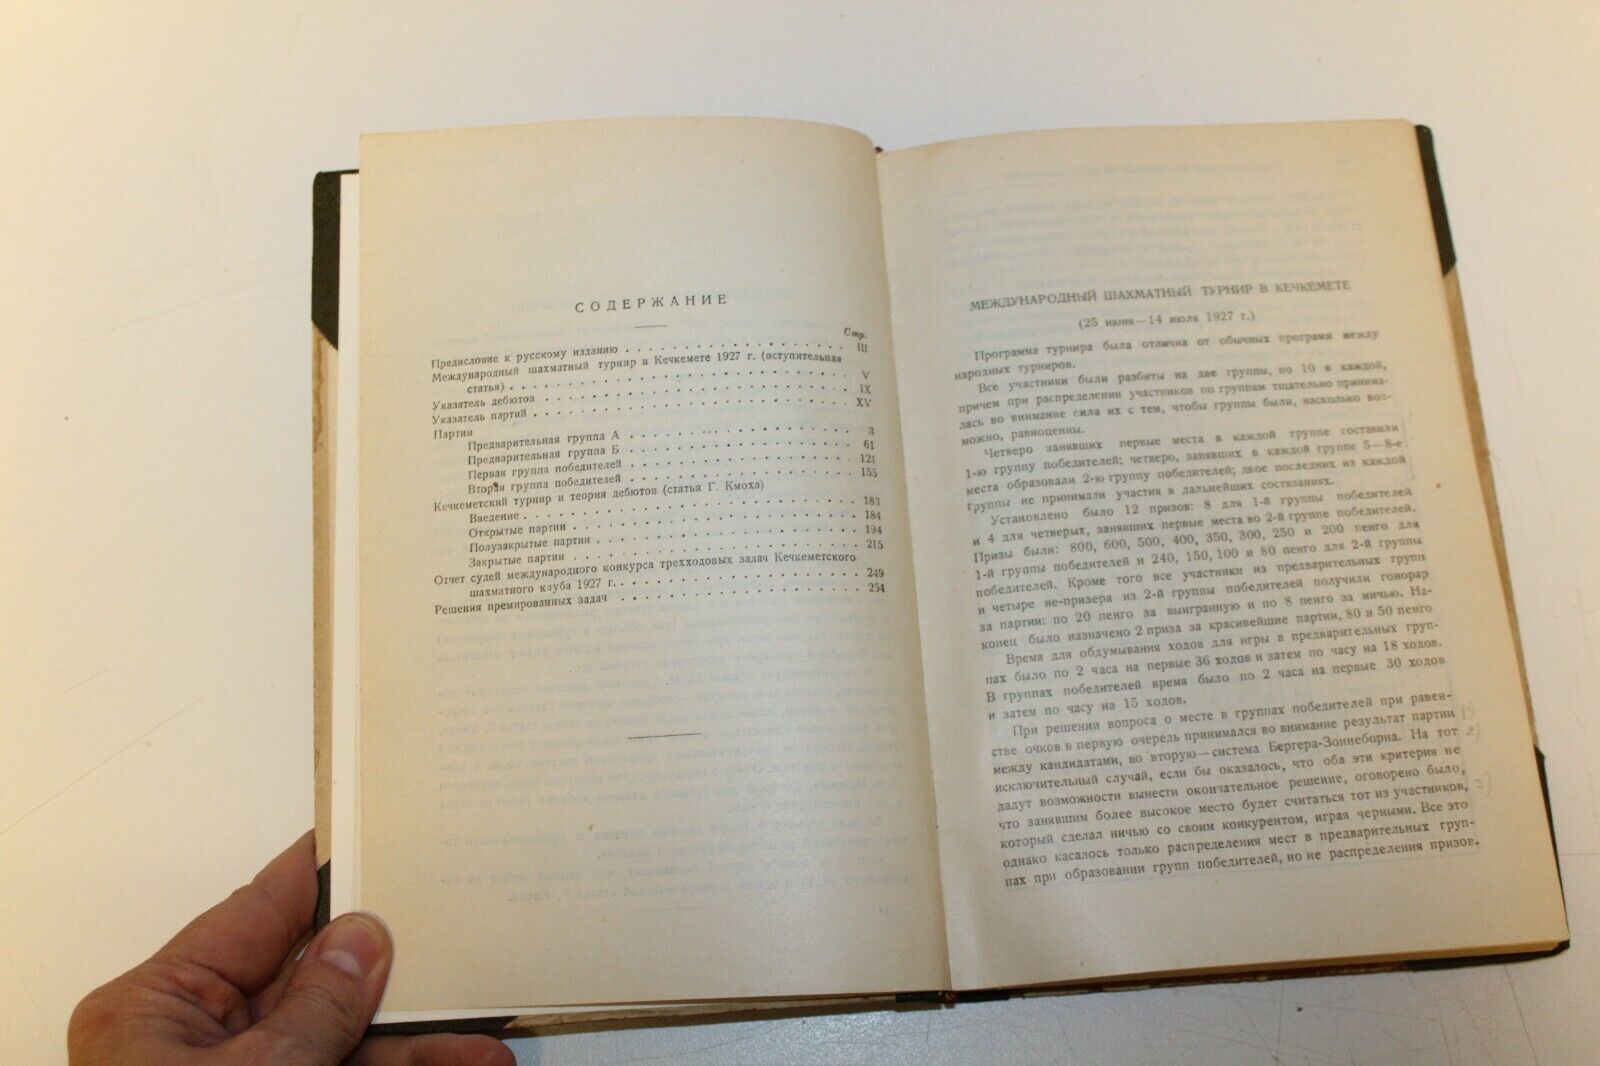 СОДЕРЖАНИЕ
Стр.
Предисловие к русскому изданию . . . . . . . . . . . . . . . . III
Международный шахматный турнир в Кечкемете 1927 г. (вступительная
статья) . . . . . . . . . . . . . . . . . . . . . . . . V
Указатель дебютов . . . . . . . . . . . . . . . . . . . . . IX
Указатель партий . . . . . . . . . . . . . . . . . . . . . . XV
Партии
Предварительная группа А . . . . . . . . . . . . . . . . 3
Предварительная группа Б . . . . . . . . . . . . . . . . 61
Первая группа победителей . . . . . . . . . . . . . . . . 121
Вторая группа победителей . . . . . . . . . . . . . . . . 155
Кечкеметский турнир и теория дебютов (статья Г. Кмоха)
Введение . . . . . . . . . . . . . . . . . . . . . . . 183
Открытые партии . . . . . . . . . . . . . . . . . . . . 184
Полузакрытые партии . . . . . . . . . . . . . . . . . . 194
Закрытые партии . . . . . . . . . . . . . . . . . . . . 215
Отчет судей международного конкурса трехходовых задач Кечкеметского
шахматного клуба 1927 г. . . . . . . . . . . . . . . . . 249
Решения премированных задач . . . . . . . . . . . . . . . . 254
МЕЖДУНАРОДНЫЙ ШАХМАТНЫЙ ТУРНИР В КЕЧКЕМЕТЕ
(25 июня—14 июля 1927 г.)
Программа турнира была отлична от обычных програми между
народных турниров.
Все участники были разбиты на две группы, по 10 в каждой,
причем при распределении участников по группам тщательно принима-
лась во внимание сила их с тем, чтобы группы были, насколько воз-
можно, равноценны.
Четверо занявших первые места в каждой группе составили
1-ю группу победителей; четверо, занявших в каждой группе 5—8-е
места образовали 2-ю группу победителей; двое последних из каждой
группы не принимали участия в дальнейших состязаниях.
Установлено было 12 призов: 8 для 1-й группы победителей
и 4 для четверых, занявших первые места во 2-й группе победителей.
Призы были: 800, 600, 500, 400, 350, 300, 250 и 200 пенго для
1-й группы победителей и 240, 150, 100 и 80 пенго для 2-й группы
победителей. Кроме того все участники из предварительных групп
и четыре не-призера из 2-й группы победителей получили гонорар
за партии: по 20 пенго за выигранную и по 8 пенго за ничью. На-
конец было назначено 2 приза за красивейшие партии, 80 и 50 пенго
Время для обдумывания ходов для игры в предварительных груп-
пах было по 2 часа на первые 36 ходов и затем по часу на 18 ходов.
В группах победителей время было по 2 часа на первые 30 ходов
и затем по часу на 15 ходов.
При решении вопроса о месте в группах победителей при равен-
стве очков в первую очередь принимался во внимание результат партии 1)
между кандидатами, во вторую—система Бергера-Зоннеборна. На тот 2)
исключительный случай, если бы оказалось, что оба эти критерия не
дадут возможности вынести окончательное решение, оговорено было,
что занявшим более высокое место будет считаться тот из участников, 3)
который сделал ничью со своим конкурентом, играя черными. Все это
однако касалось только распределения мест в предварительных груп-
пах при образовании групп победителей, но не распределения призов.